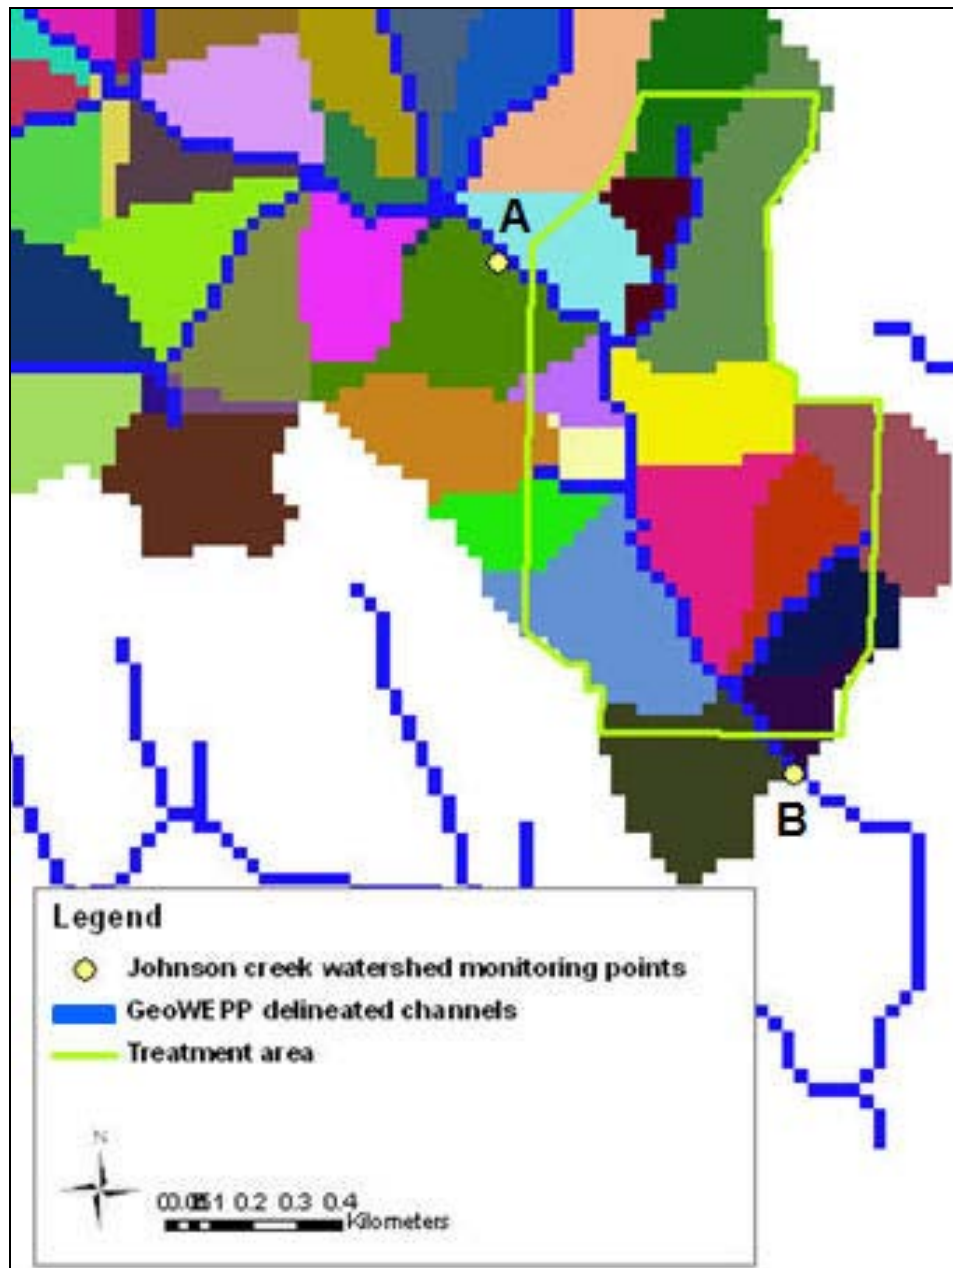 A
B
Legend
Johnson creek watershed monitoring points
GeoWEPP delineated channels
Treatment area
N
0.2 0.3 0.4
Kilometers